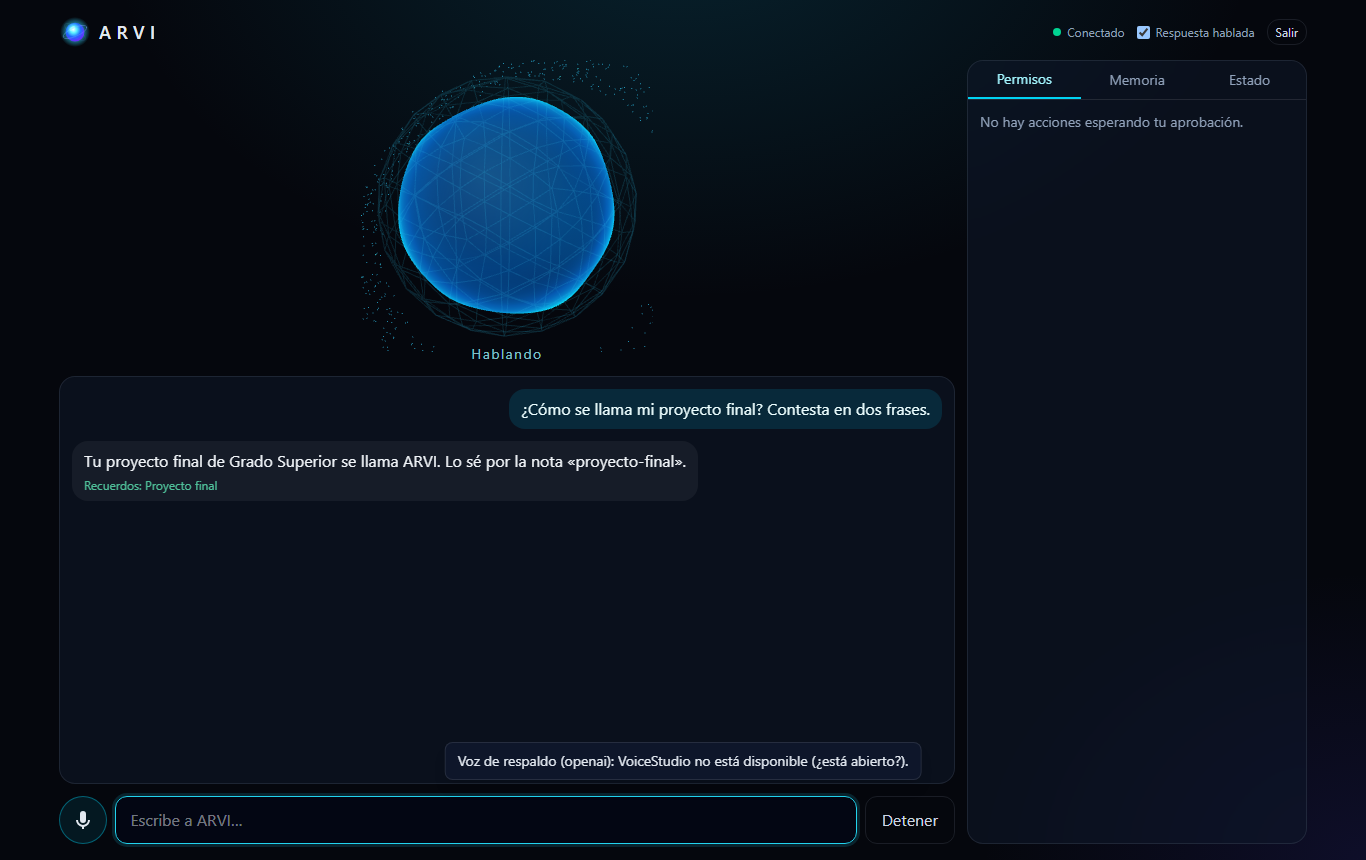 ARVI
Conectado
Respuesta hablada
Salir
Hablando
¿Cómo se llama mi proyecto final? Contesta en dos frases.
Tu proyecto final de Grado Superior se llama ARVI. Lo sé por la nota «proyecto-final».
Recuerdos: Proyecto final
Voz de respaldo (openai): VoiceStudio no está disponible (¿está abierto?).
Escribe a ARVI...
Detener
Permisos
Memoria
Estado
No hay acciones esperando tu aprobación.